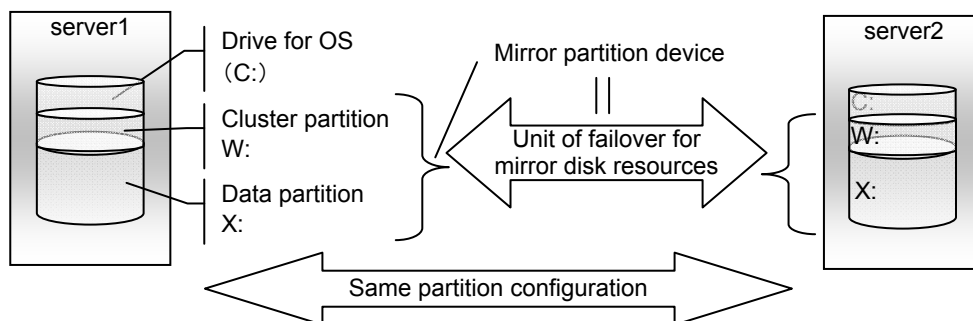 server1
Drive for OS
（C:）
Cluster partition
W:
Data partition
X:
Mirror partition device
Unit of failover for
mirror disk resources
server2
C:
W:
X:
Same partition configuration